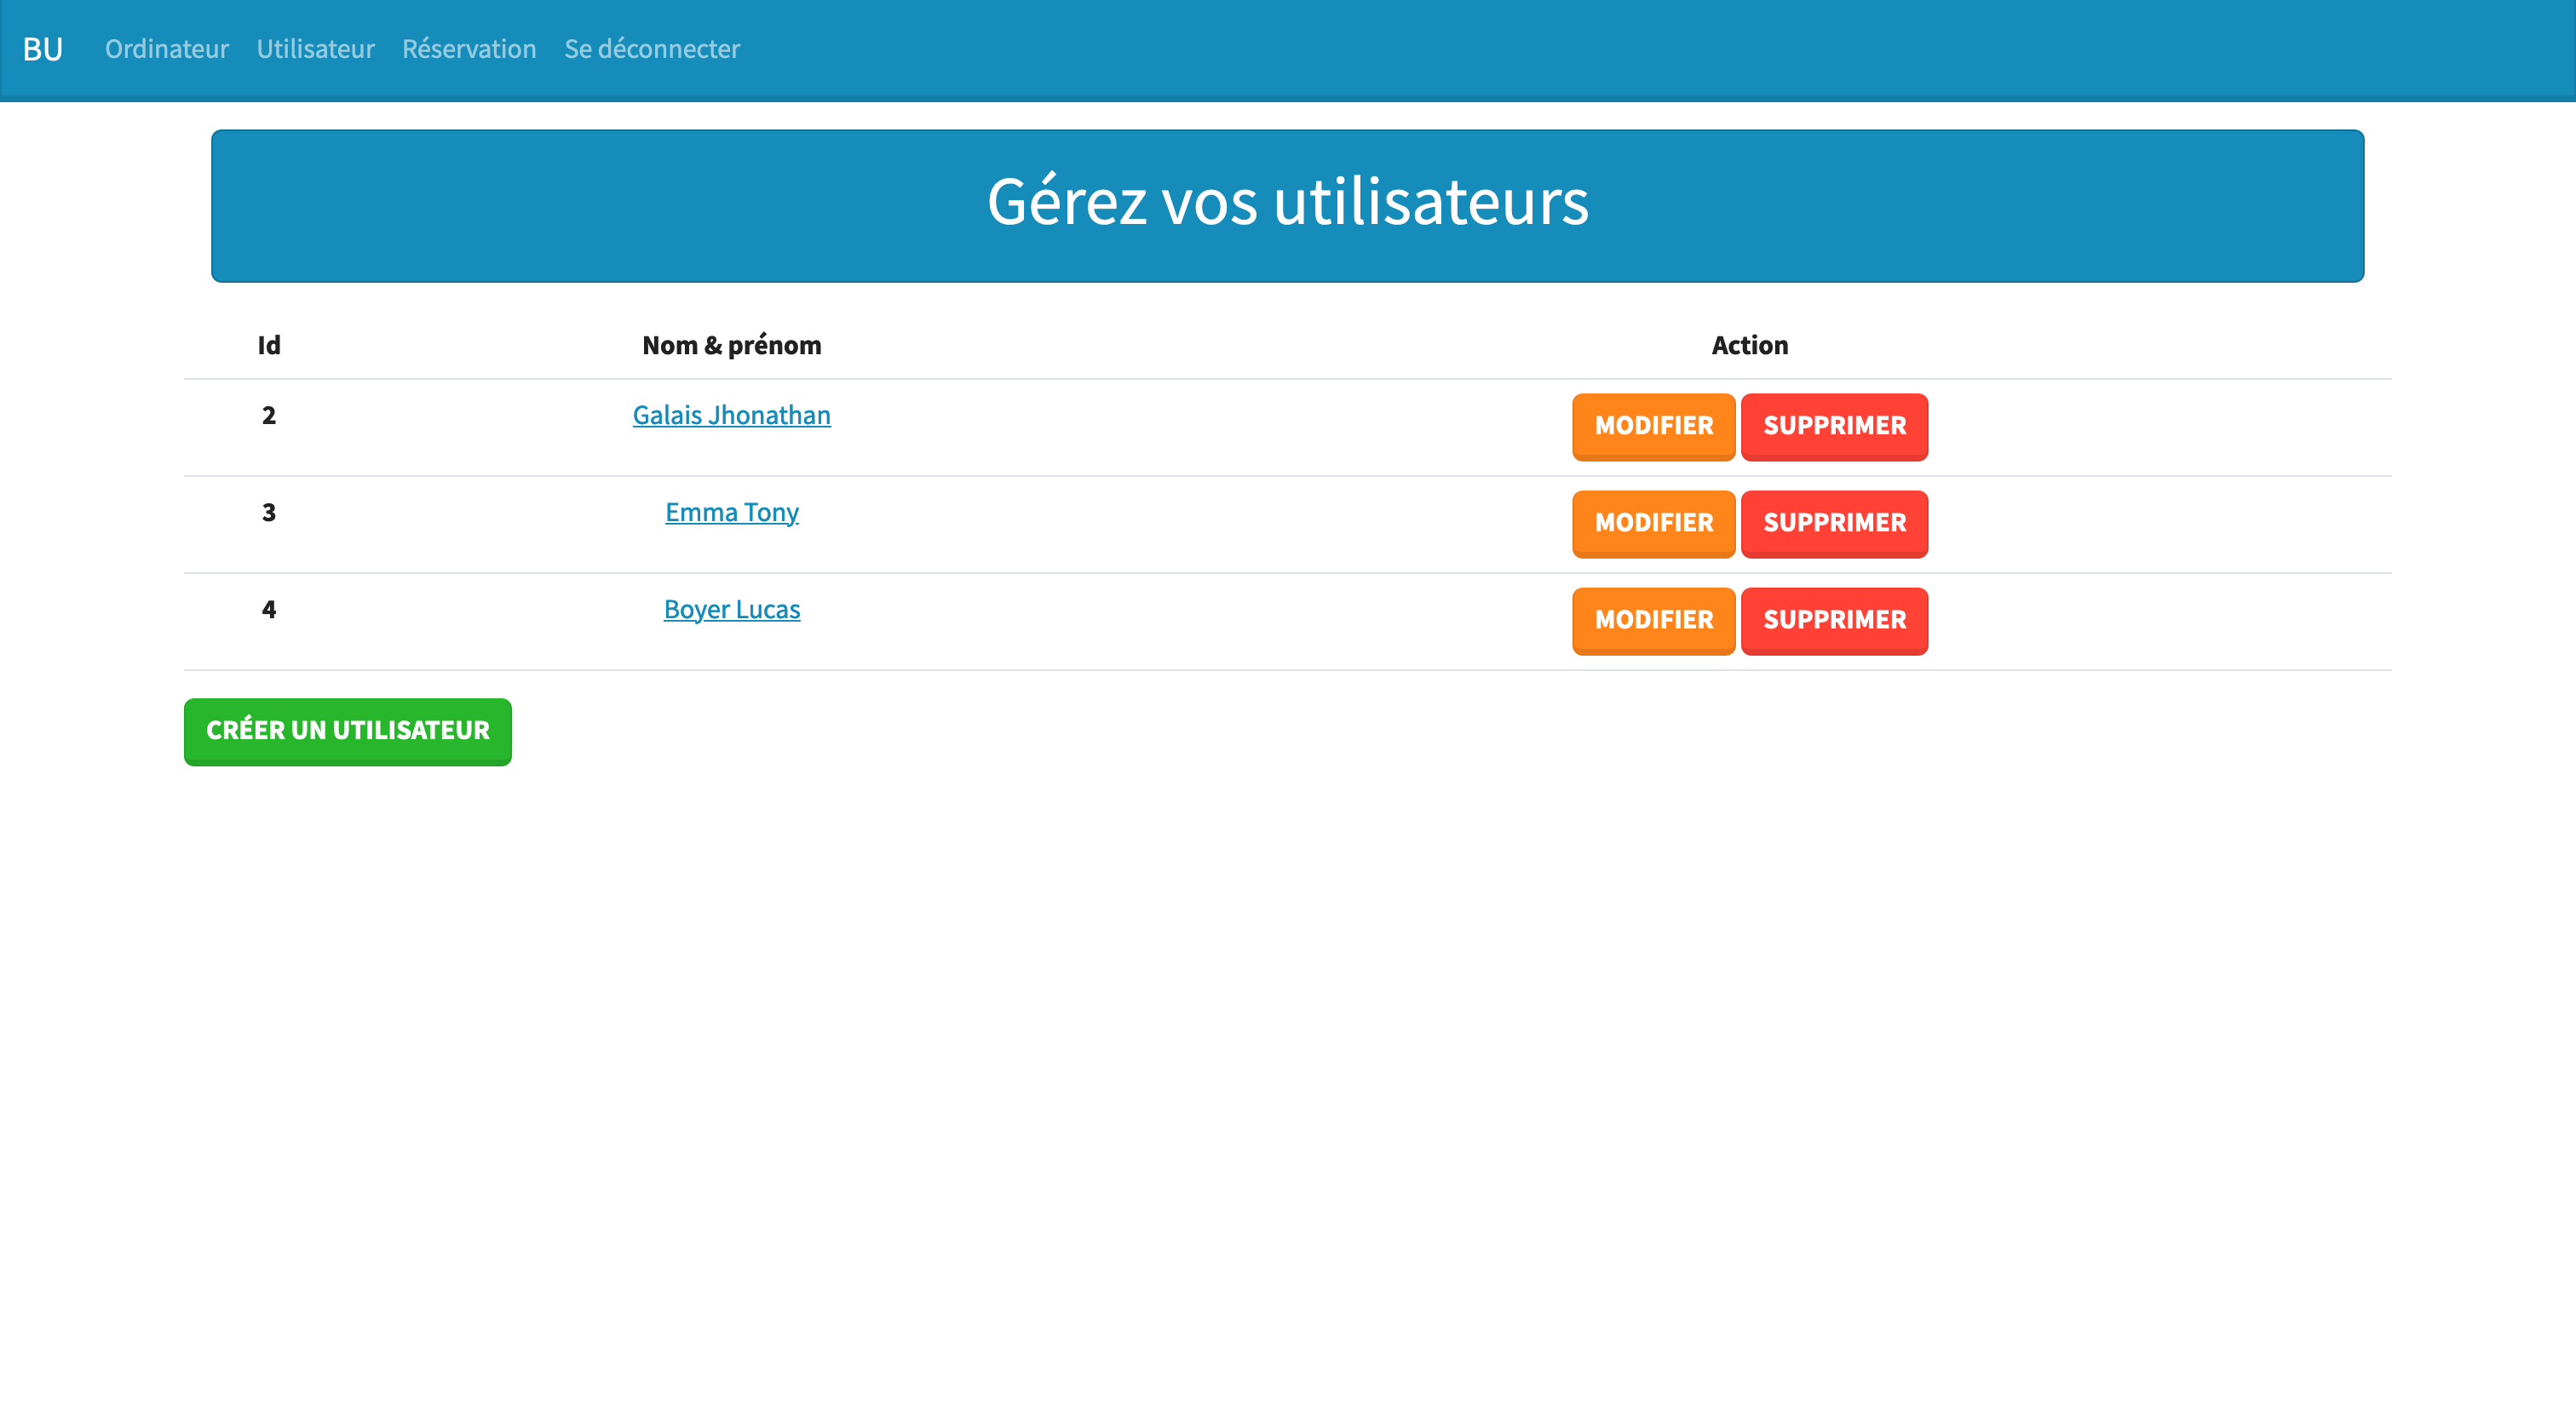 BU Ordinateur Utilisateur Réservation Se déconnecter
Gérez vos utilisateurs
Id Nom & prénom Action
2 Galais Jhonathan MODIFIER SUPPRIMER
3 Emma Tony MODIFIER SUPPRIMER
4 Boyer Lucas MODIFIER SUPPRIMER
CRÉER UN UTILISATEUR